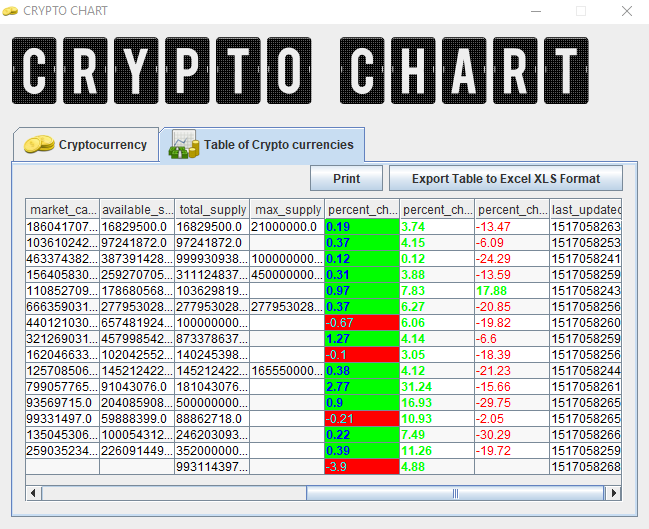 CRYPTO CHART
CRYPTO CHART
Cryptocurrency Table of Crypto currencies
Print Export Table to Excel XLS Format
market_ca... available_s... total_supply max_supply percent_ch... percent_ch... percent_ch... last_updated
186041707... 16829500.0 16829500.0 21000000.0 0.19 3.74 -13.47 1517058263
103610242... 97241872.0 97241872.0 0.37 4.15 -6.09 1517058253
463374382... 387391428... 999930938... 100000000... 0.12 0.12 -24.29 1517058241
156405830... 259270705... 311124837... 450000000... 0.31 3.88 -13.59 1517058259
110852709... 178680568... 103629819... 0.97 7.83 17.88 1517058243
666359031... 277953028... 277953028... 277953028... 0.37 6.27 -20.85 1517058256
440121030... 657481924... 100000000... -0.67 6.06 -19.82 1517058260
321269031... 457998542... 873378637... 1.27 4.14 -6.6 1517058259
162046633... 102042552... 140245398... -0.1 3.05 -18.39 1517058256
125708506... 145212422... 145212422... 165550000... 0.38 4.12 -21.23 1517058244
799057765... 91043076.0 181043076... 2.77 31.24 -15.66 1517058261
93569715.0 204085908... 500000000... 0.9 16.93 -29.75 1517058265
99331497.0 59888399.0 88862718.0 -0.21 10.93 -2.05 1517058265
135045306... 100054312... 246203093... 0.22 7.49 -30.29 1517058266
259035234... 226091449... 352000000... 0.39 11.26 -19.72 1517058259
993114397... -3.9 4.88 1517058268